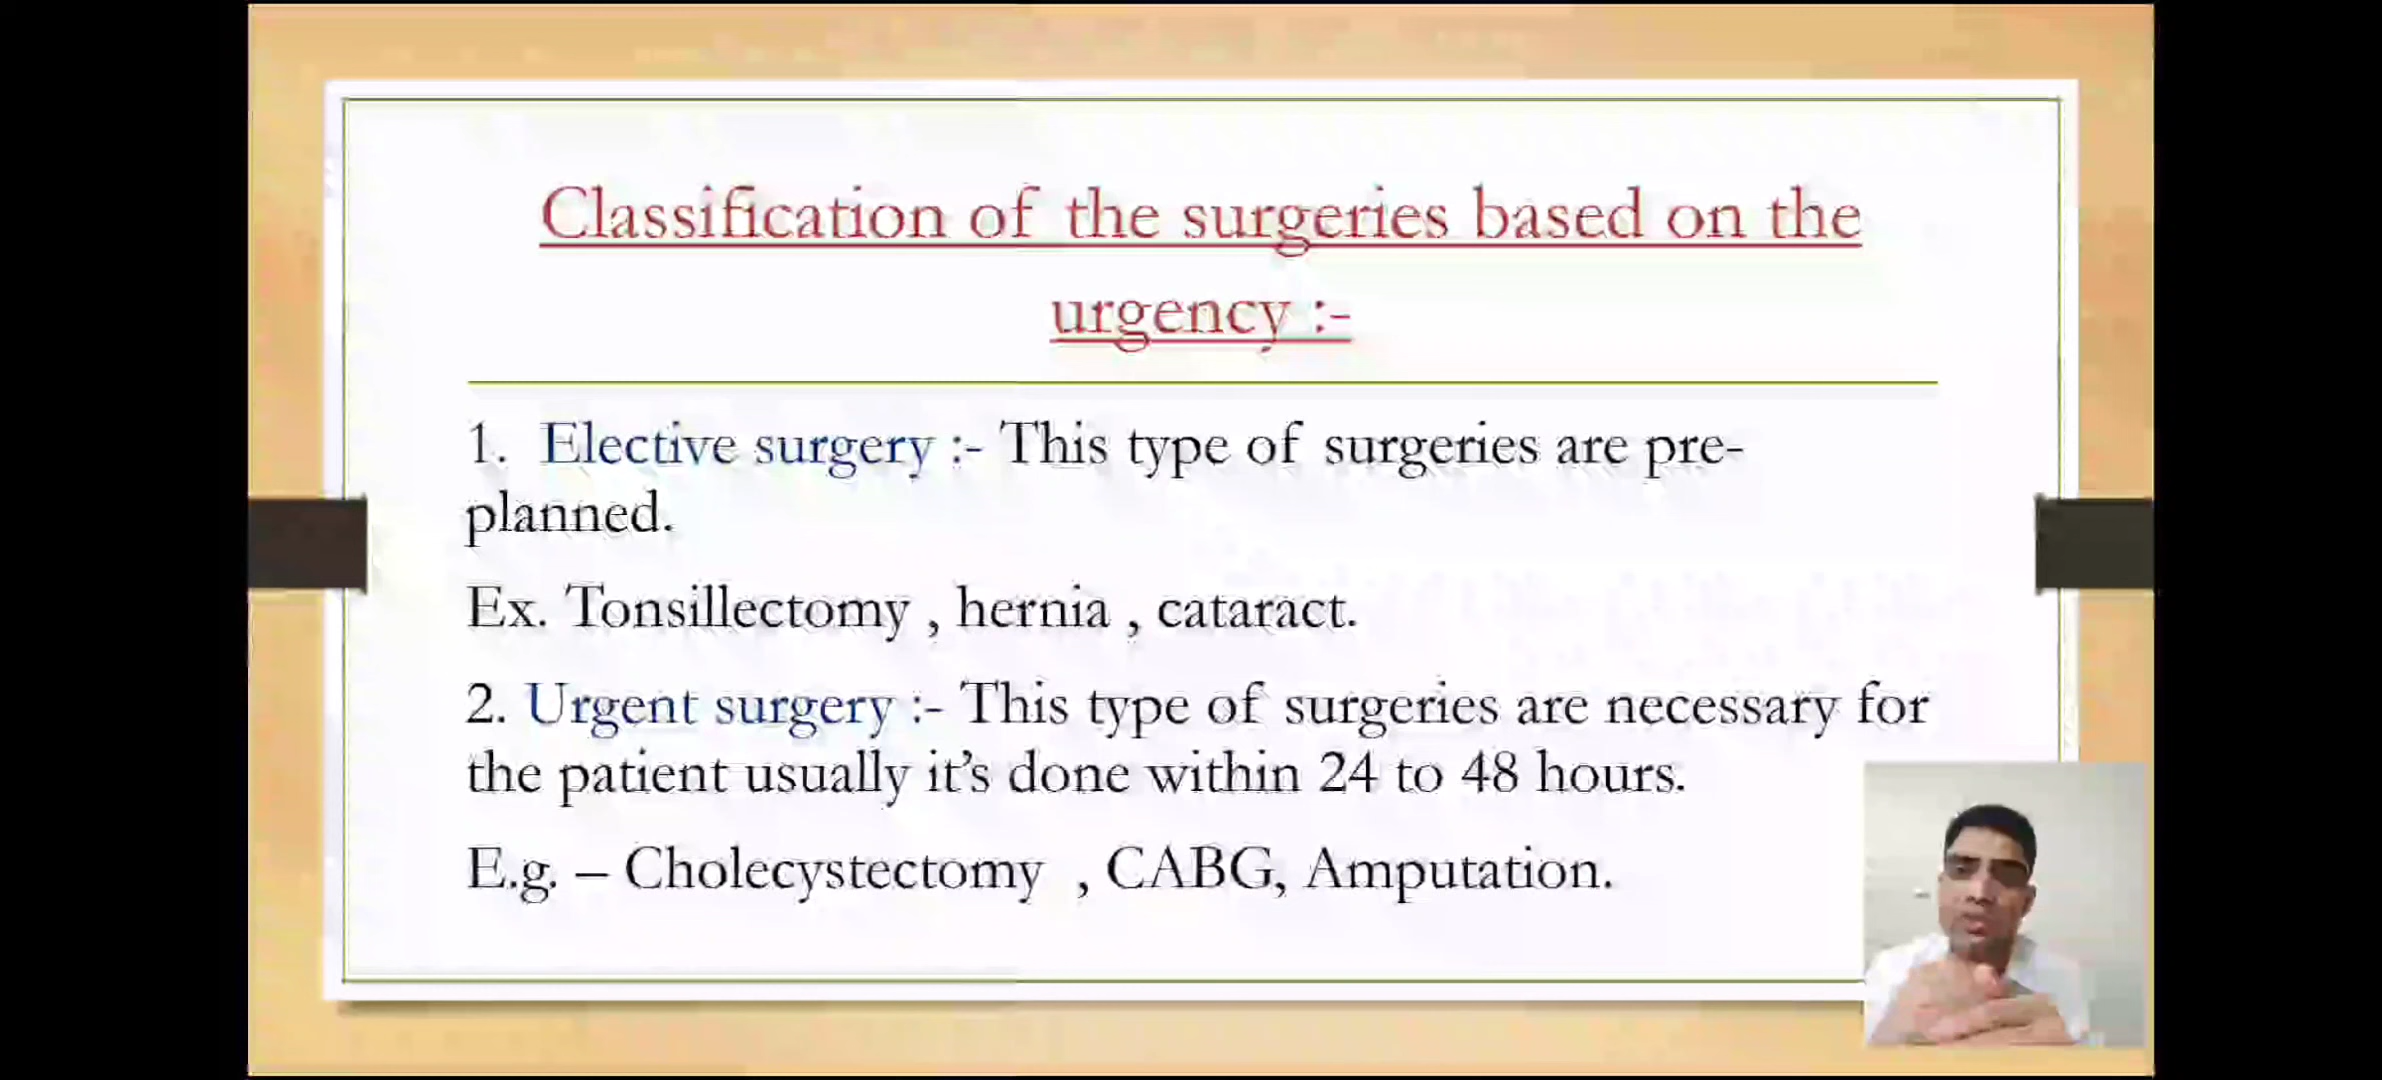 Classification of the surgeries based on the
urgency :-
1. Elective surgery :- This type of surgeries are pre-
planned.
Ex. Tonsillectomy , hernia , cataract.
2. Urgent surgery :- This type of surgeries are necessary for
the patient usually it’s done within 24 to 48 hours.
E.g. – Cholecystectomy , CABG, Amputation.